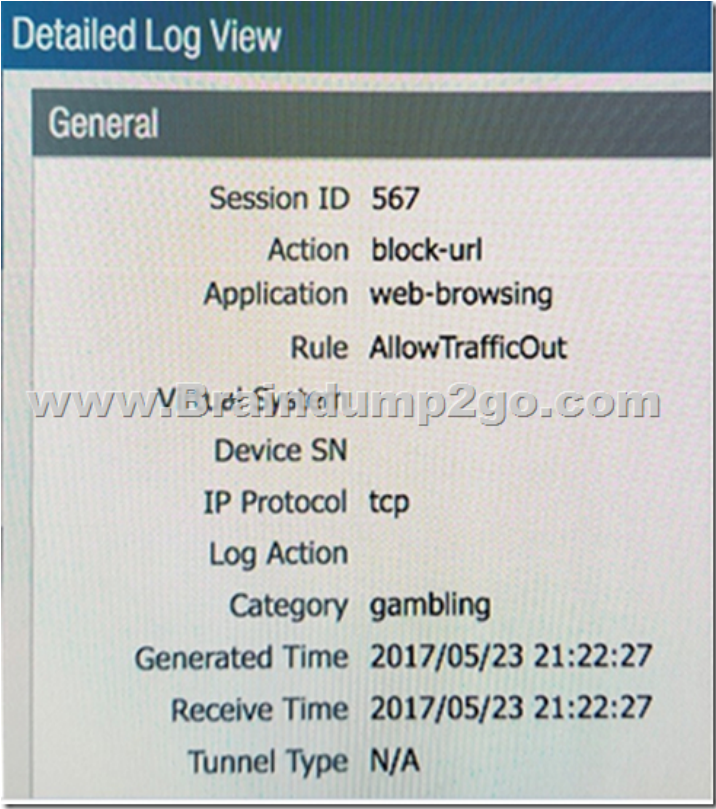 Detailed Log View
General
Session ID 567
Action block-url
Application web-browsing
Rule AllowTrafficOut
Virtual System
www.Braindump2go.com
Device SN
IP Protocol tcp
Log Action
Category gambling
Generated Time 2017/05/23 21:22:27
Receive Time 2017/05/23 21:22:27
Tunnel Type N/A